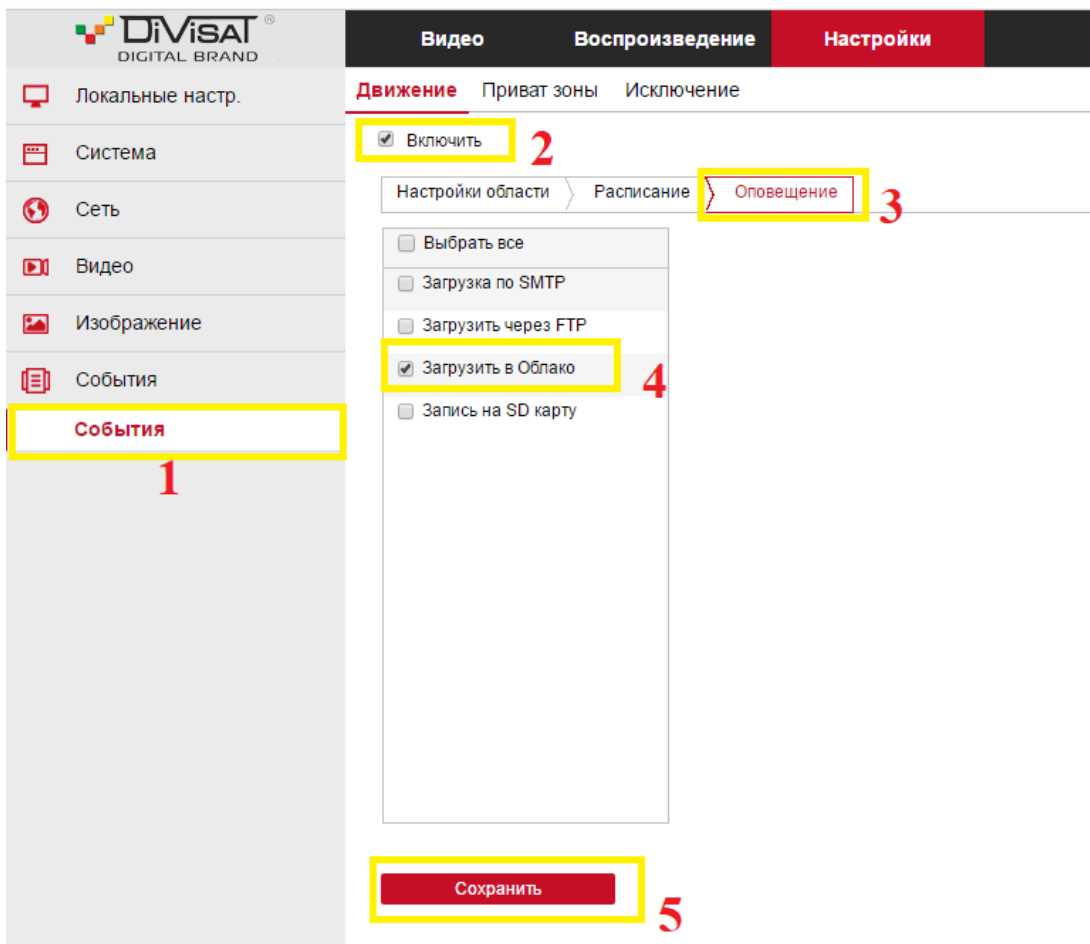 DiViSAT ®
DIGITAL BRAND
Видео Воспроизведение Настройки
Локальные настр.
Система
Сеть
Видео
Изображение
События
События
1
Движение Приват зоны Исключение
Включить 2
Настройки области Расписание Оповещение 3
Выбрать все
Загрузка по SMTP
Загрузить через FTP
Загрузить в Облако 4
Запись на SD карту
Сохранить 5